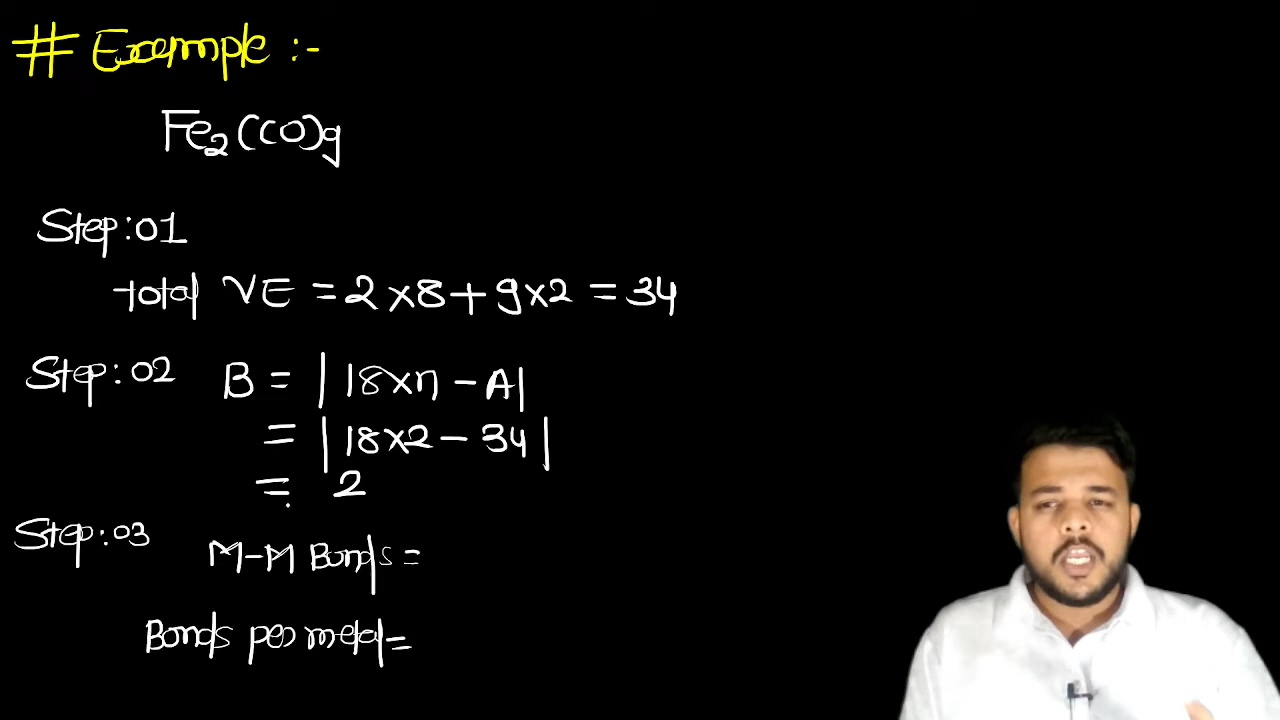 # Example :-
Fe₂(CO)9
Step:01
total VE = 2×8+9×2 = 34
Step:02 B = |18×n - A|
= |18×2 - 34|
= 2
Step:03 M-M Bonds =
Bonds per metal =